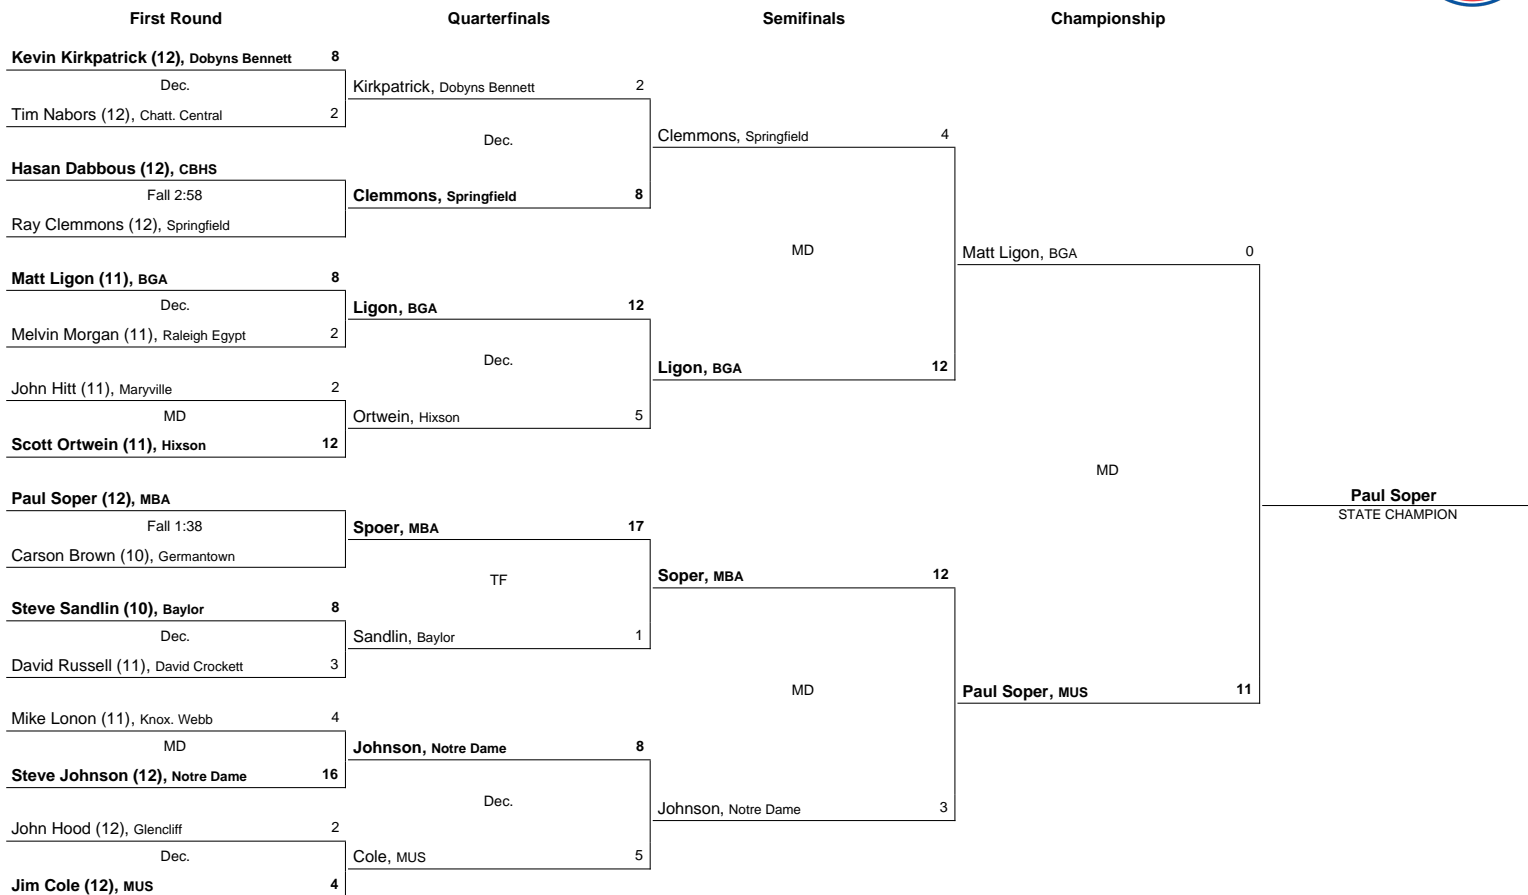 First Round Quarterfinals Semifinals Championship
Kevin Kirkpatrick (12), Dobyns Bennett 8
Dec.
Tim Nabors (12), Chatt. Central 2
Hasan Dabbous (12), CBHS
Fall 2:58
Ray Clemmons (12), Springfield
Matt Ligon (11), BGA 8
Dec.
Melvin Morgan (11), Raleigh Egypt 2
John Hitt (11), Maryville 2
MD
Scott Ortwein (11), Hixson 12
Paul Soper (12), MBA
Fall 1:38
Carson Brown (10), Germantown
Steve Sandlin (10), Baylor 8
Dec.
David Russell (11), David Crockett 3
Mike Lonon (11), Knox. Webb 4
MD
Steve Johnson (12), Notre Dame 16
John Hood (12), Glencliff 2
Dec.
Jim Cole (12), MUS 4
Kirkpatrick, Dobyns Bennett 2
Dec.
Clemmons, Springfield 8
Ligon, BGA 12
Dec.
Ortwein, Hixson 5
Spoer, MBA 17
TF
Sandlin, Baylor 1
Johnson, Notre Dame 8
Dec.
Cole, MUS 5
Clemmons, Springfield 4
MD
Ligon, BGA 12
Soper, MBA 12
MD
Johnson, Notre Dame 3
Matt Ligon, BGA 0
MD
Paul Soper, MUS 11
Paul Soper
STATE CHAMPION